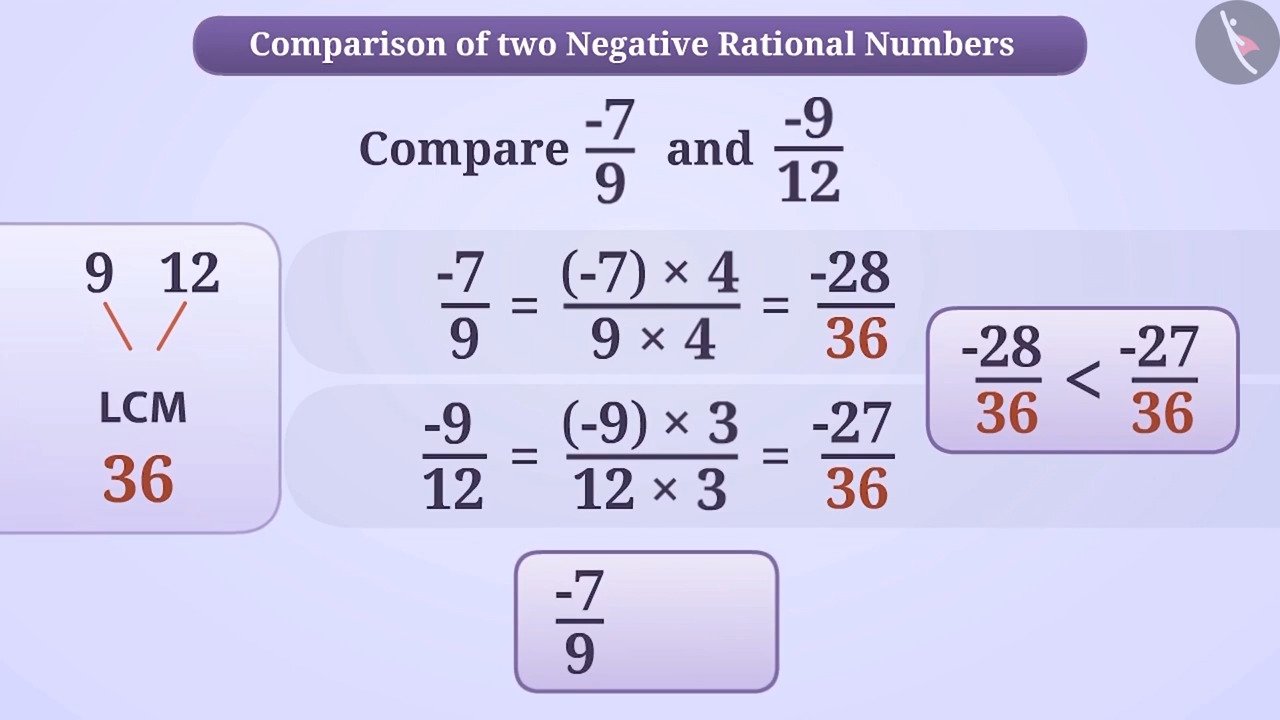 Comparison of two Negative Rational Numbers
Compare -7/9 and -9/12
9 12
LCM
36
-7/9 = (-7) × 4/9 × 4 = -28/36
-9/12 = (-9) × 3/12 × 3 = -27/36
-28/36 < -27/36
-7/9